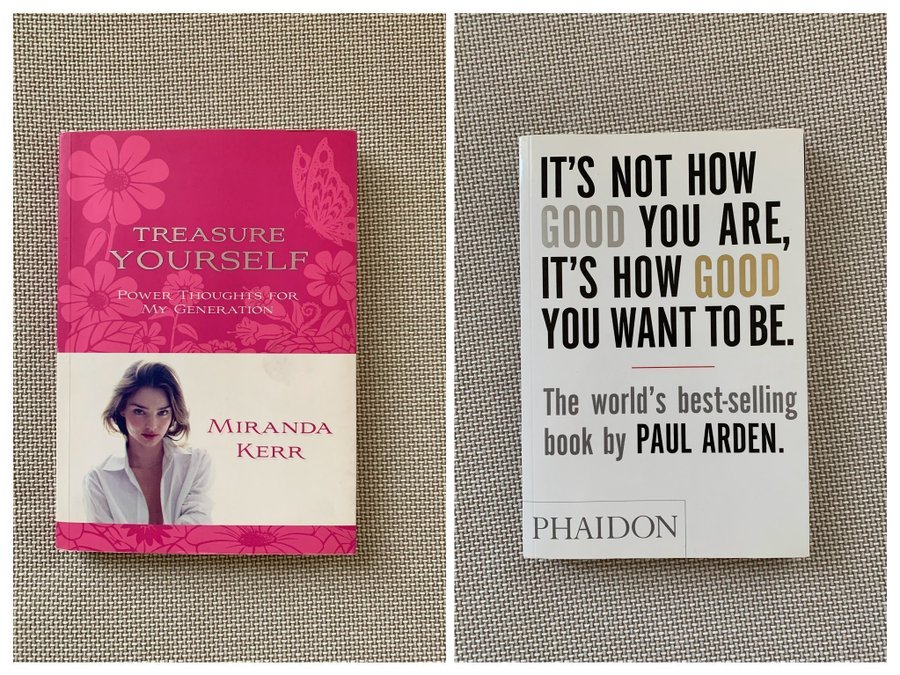 TREASURE
YOURSELF
POWER THOUGHTS FOR
MY GENERATION
MIRANDA
KERR
IT'S NOT HOW
GOOD YOU ARE,
IT'S HOW GOOD
YOU WANT TO BE.
The world's best-selling
book by PAUL ARDEN.
PHAIDON